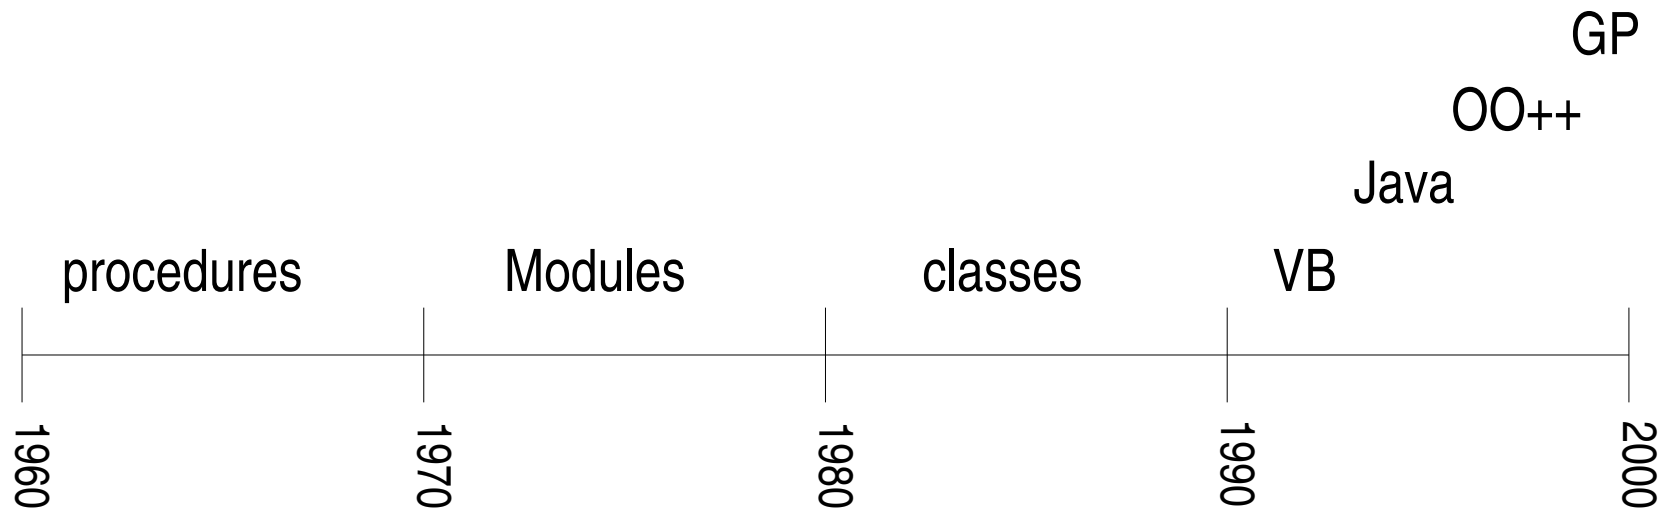 GP
OO++
Java
procedures Modules classes VB
1960 1970 1980 1990 2000